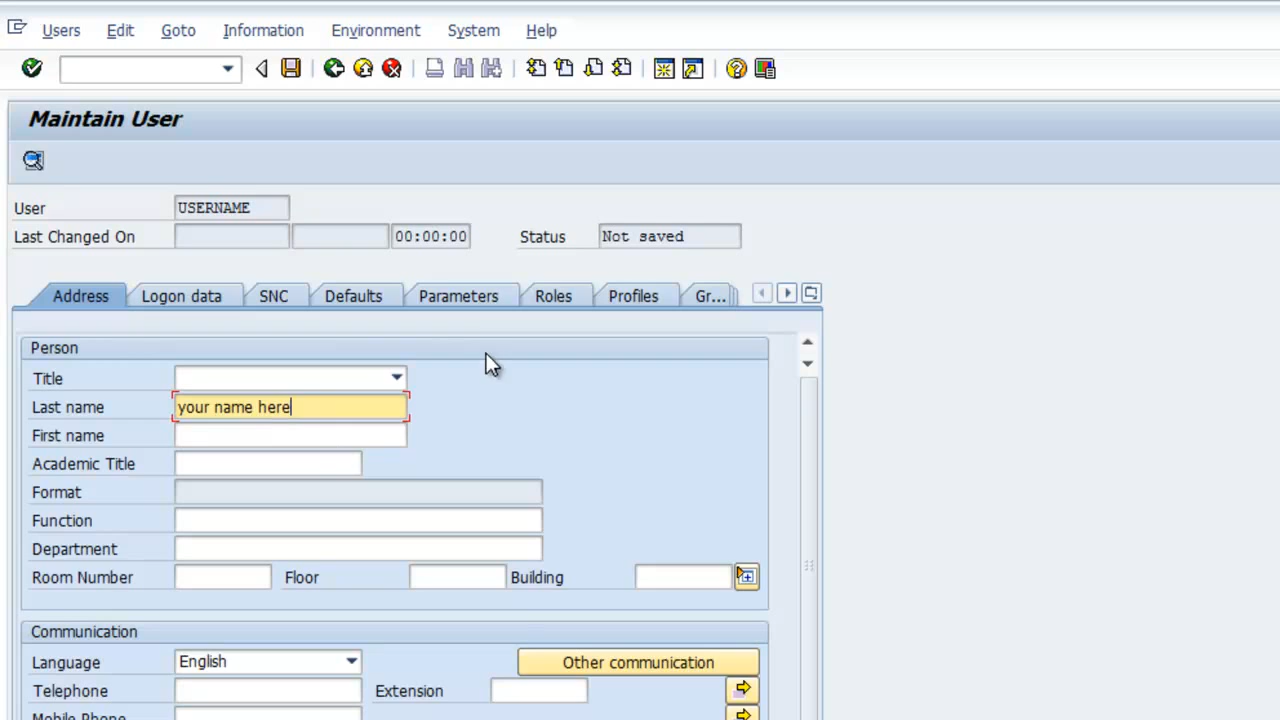 Users Edit Goto Information Environment System Help
Maintain User
User USERNAME
Last Changed On 00:00:00 Status Not saved
Address Logon data SNC Defaults Parameters Roles Profiles Gr...
Person
Title
Last name your name here
First name
Academic Title
Format
Function
Department
Room Number Floor Building
Communication
Language English Other communication
Telephone Extension
Mobile Phone